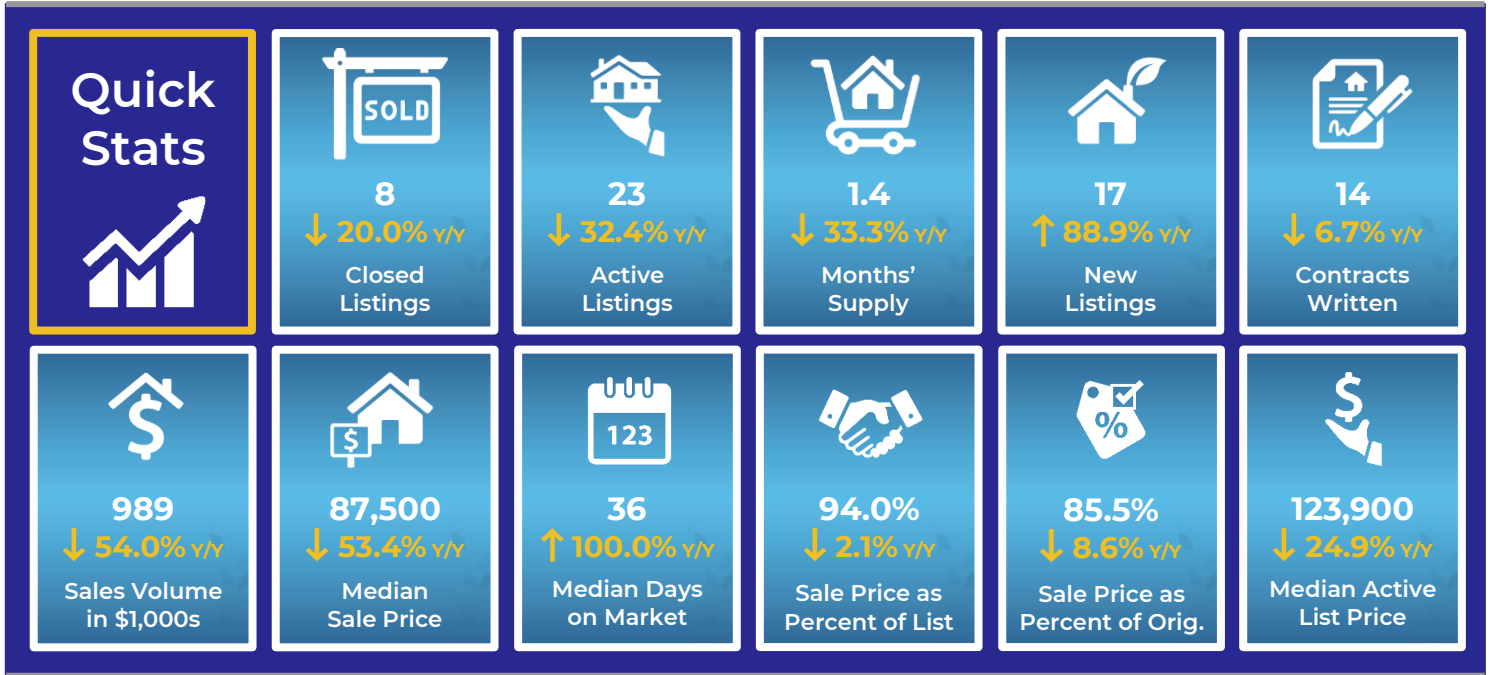 Quick
Stats
SOLD
8
↓ 20.0% Y/Y
Closed
Listings
23
↓ 32.4% Y/Y
Active
Listings
1.4
↓ 33.3% Y/Y
Months’
Supply
17
↑ 88.9% Y/Y
New
Listings
14
↓ 6.7% Y/Y
Contracts
Written
$
989
↓ 54.0% Y/Y
Sales Volume
in $1,000s
$
87,500
↓ 53.4% Y/Y
Median
Sale Price
123
36
↑ 100.0% Y/Y
Median Days
on Market
94.0%
↓ 2.1% Y/Y
Sale Price as
Percent of List
%
85.5%
↓ 8.6% Y/Y
Sale Price as
Percent of Orig.
$
123,900
↓ 24.9% Y/Y
Median Active
List Price